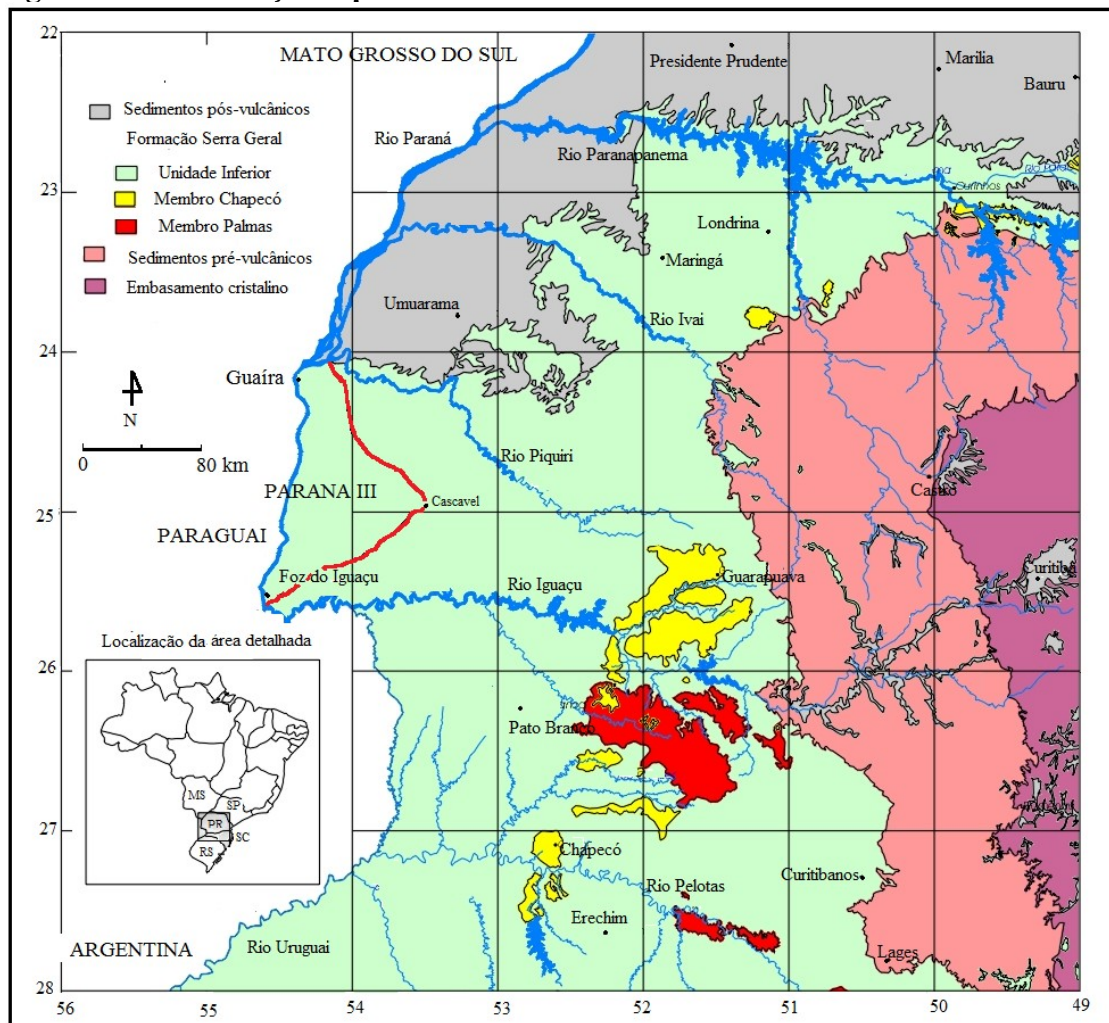 22
MATO GROSSO DO SUL
Presidente Prudente
Marilia
Bauru
Sedimentos pós-vulcânicos
Formação Serra Geral
Unidade Inferior
Membro Chapecó
Membro Palmas
Sedimentos pré-vulcânicos
Embasamento cristalino
Rio Paraná
Rio Paranapanema
Ourinhos
23
Londrina
Maringá
Umuarama
Rio Ivai
24
Guaíra
N
0 80 km
Rio Piquiri
PARANA III
Cascavel
Castro
25
PARAGUAI
Foz do Iguaçu
Rio Iguaçu
Guarapuava
Curitiba
Localização da área detalhada
26
Pato Branco
MS
SP
PR
SC
RS
27
Chapecó
Curitibanos
Rio Pelotas
Erechim
ARGENTINA
Rio Uruguai
Lages
28
56 55 54 53 52 51 50 49